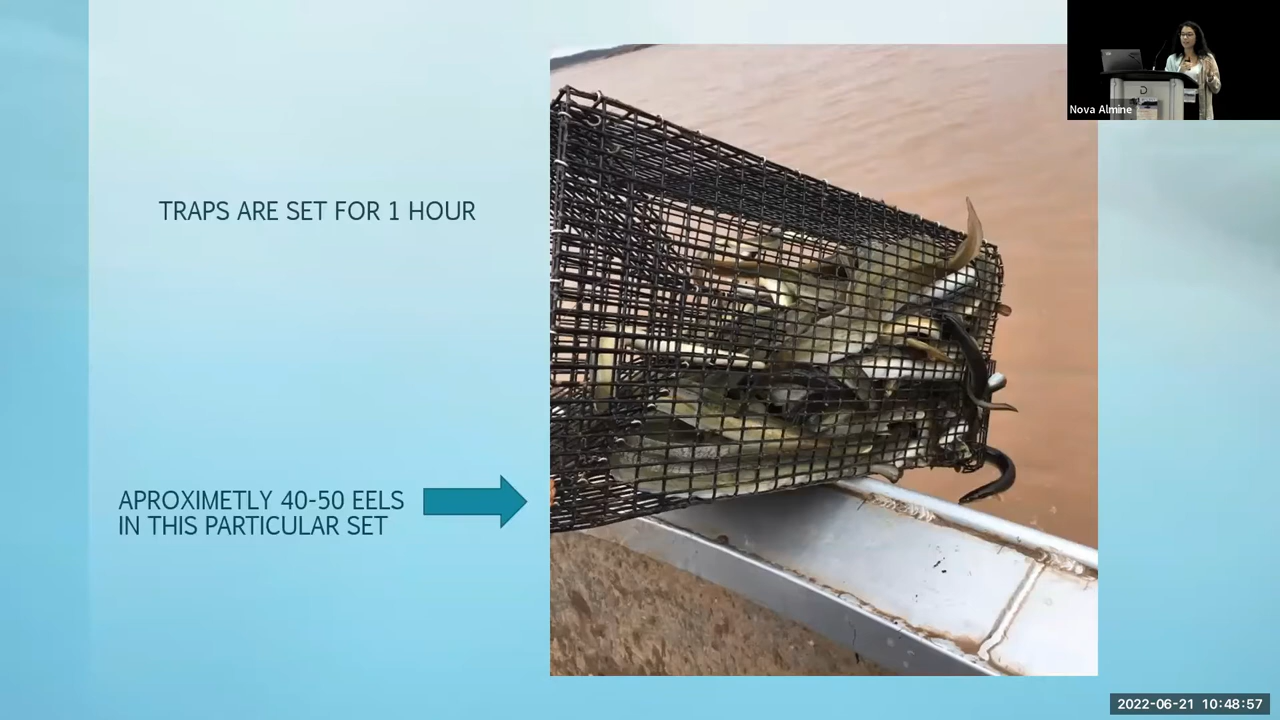 Nova Almine
TRAPS ARE SET FOR 1 HOUR
APROXIMETLY 40-50 EELS
IN THIS PARTICULAR SET
2022-06-21 10:48:57